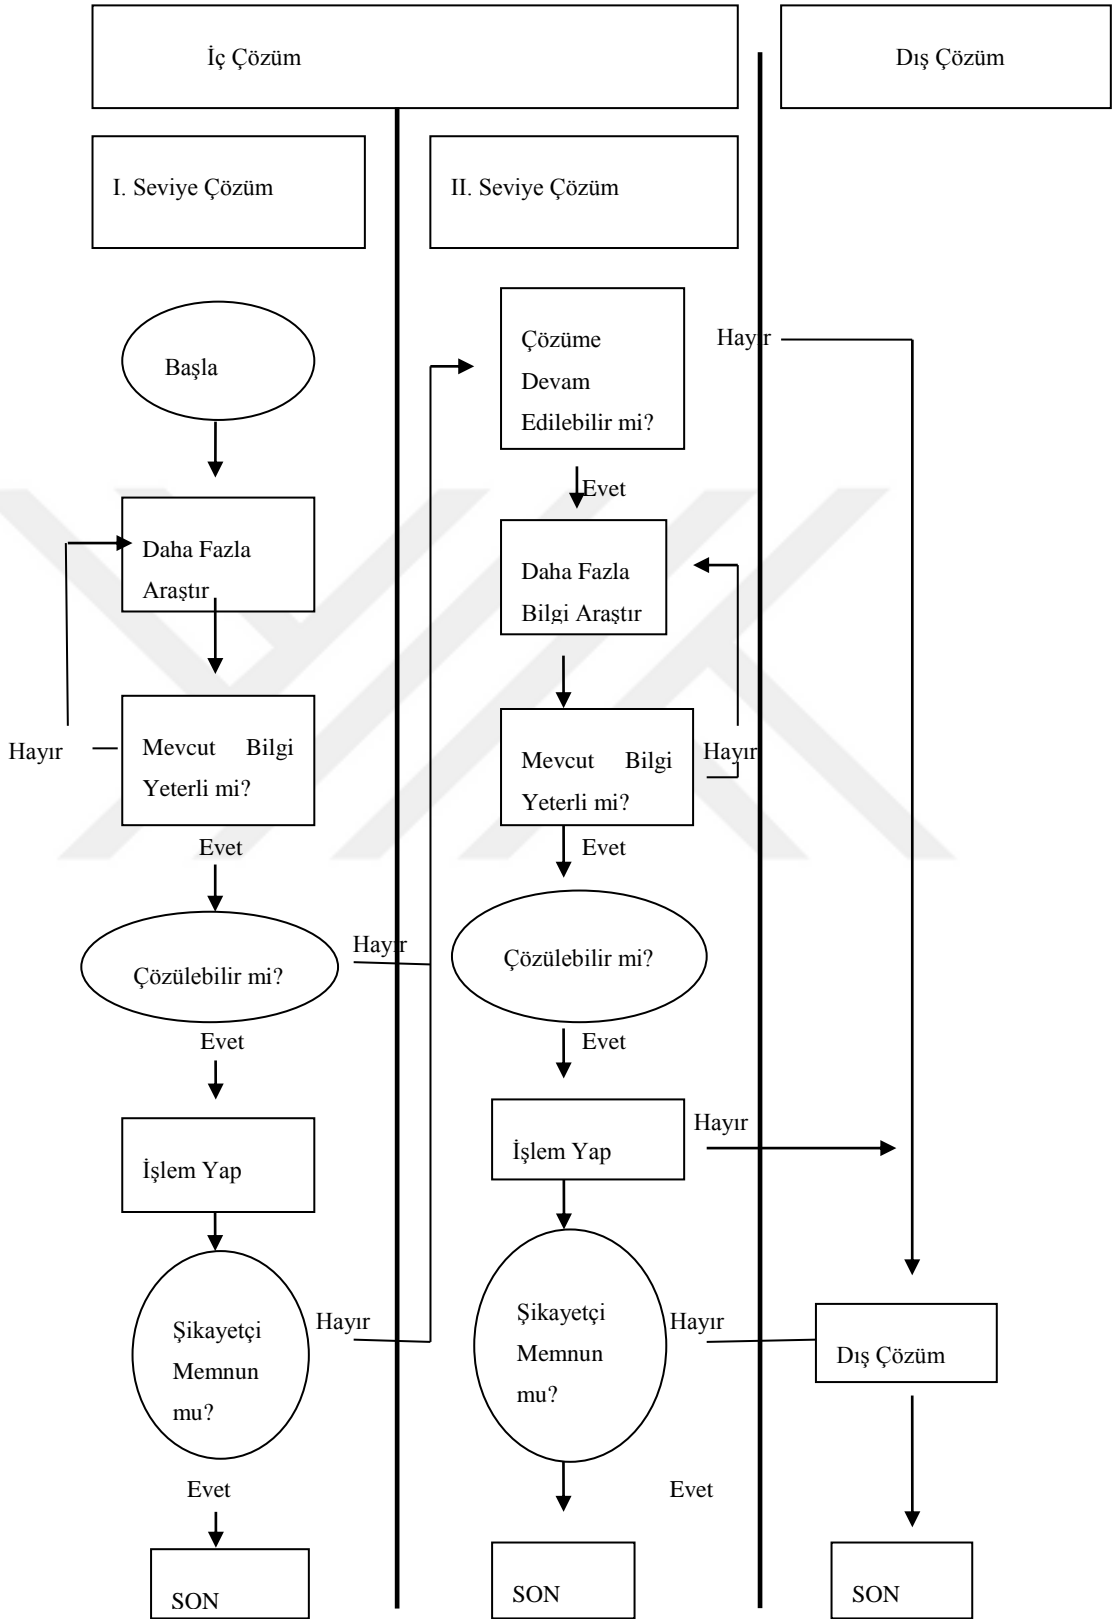 İç Çözüm
Dış Çözüm
I. Seviye Çözüm
II. Seviye Çözüm
Başla
Daha Fazla
Araştır
Hayır
Mevcut Bilgi
Yeterli mi?
Evet
Çözülebilir mi?
Hayır
Evet
İşlem Yap
Şikayetçi
Memnun
mu?
Hayır
Evet
SON
Çözüme
Devam
Edilebilir mi?
Hayır
Evet
Daha Fazla
Bilgi Araştır
Mevcut Bilgi
Yeterli mi?
Hayır
Evet
Çözülebilir mi?
Evet
İşlem Yap
Hayır
Şikayetçi
Memnun
mu?
Hayır
Evet
SON
Dış Çözüm
SON